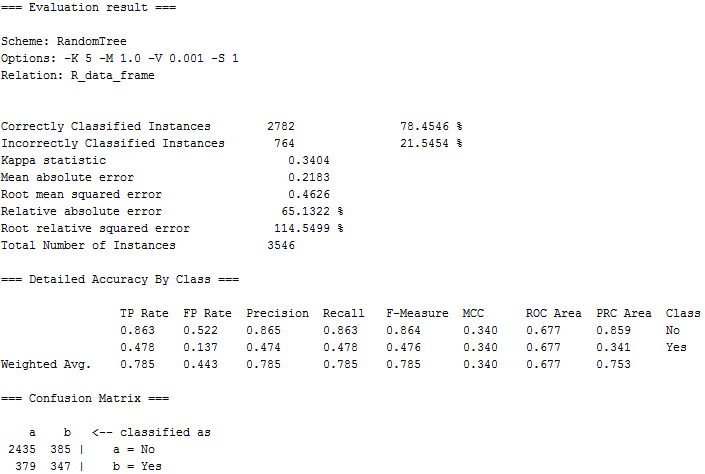 === Evaluation result ===
Scheme: RandomTree
Options: -K 5 -M 1.0 -V 0.001 -S 1
Relation: R_data_frame
Correctly Classified Instances 2782 78.4546 %
Incorrectly Classified Instances 764 21.5454 %
Kappa statistic 0.3404
Mean absolute error 0.2183
Root mean squared error 0.4626
Relative absolute error 65.1322 %
Root relative squared error 114.5499 %
Total Number of Instances 3546
=== Detailed Accuracy By Class ===
TP Rate FP Rate Precision Recall F-Measure MCC ROC Area PRC Area Class
0.863 0.522 0.865 0.863 0.864 0.340 0.677 0.859 No
0.478 0.137 0.474 0.478 0.476 0.340 0.677 0.341 Yes
Weighted Avg. 0.785 0.443 0.785 0.785 0.785 0.340 0.677 0.753
=== Confusion Matrix ===
a b <-- classified as
2435 385 | a = No
379 347 | b = Yes